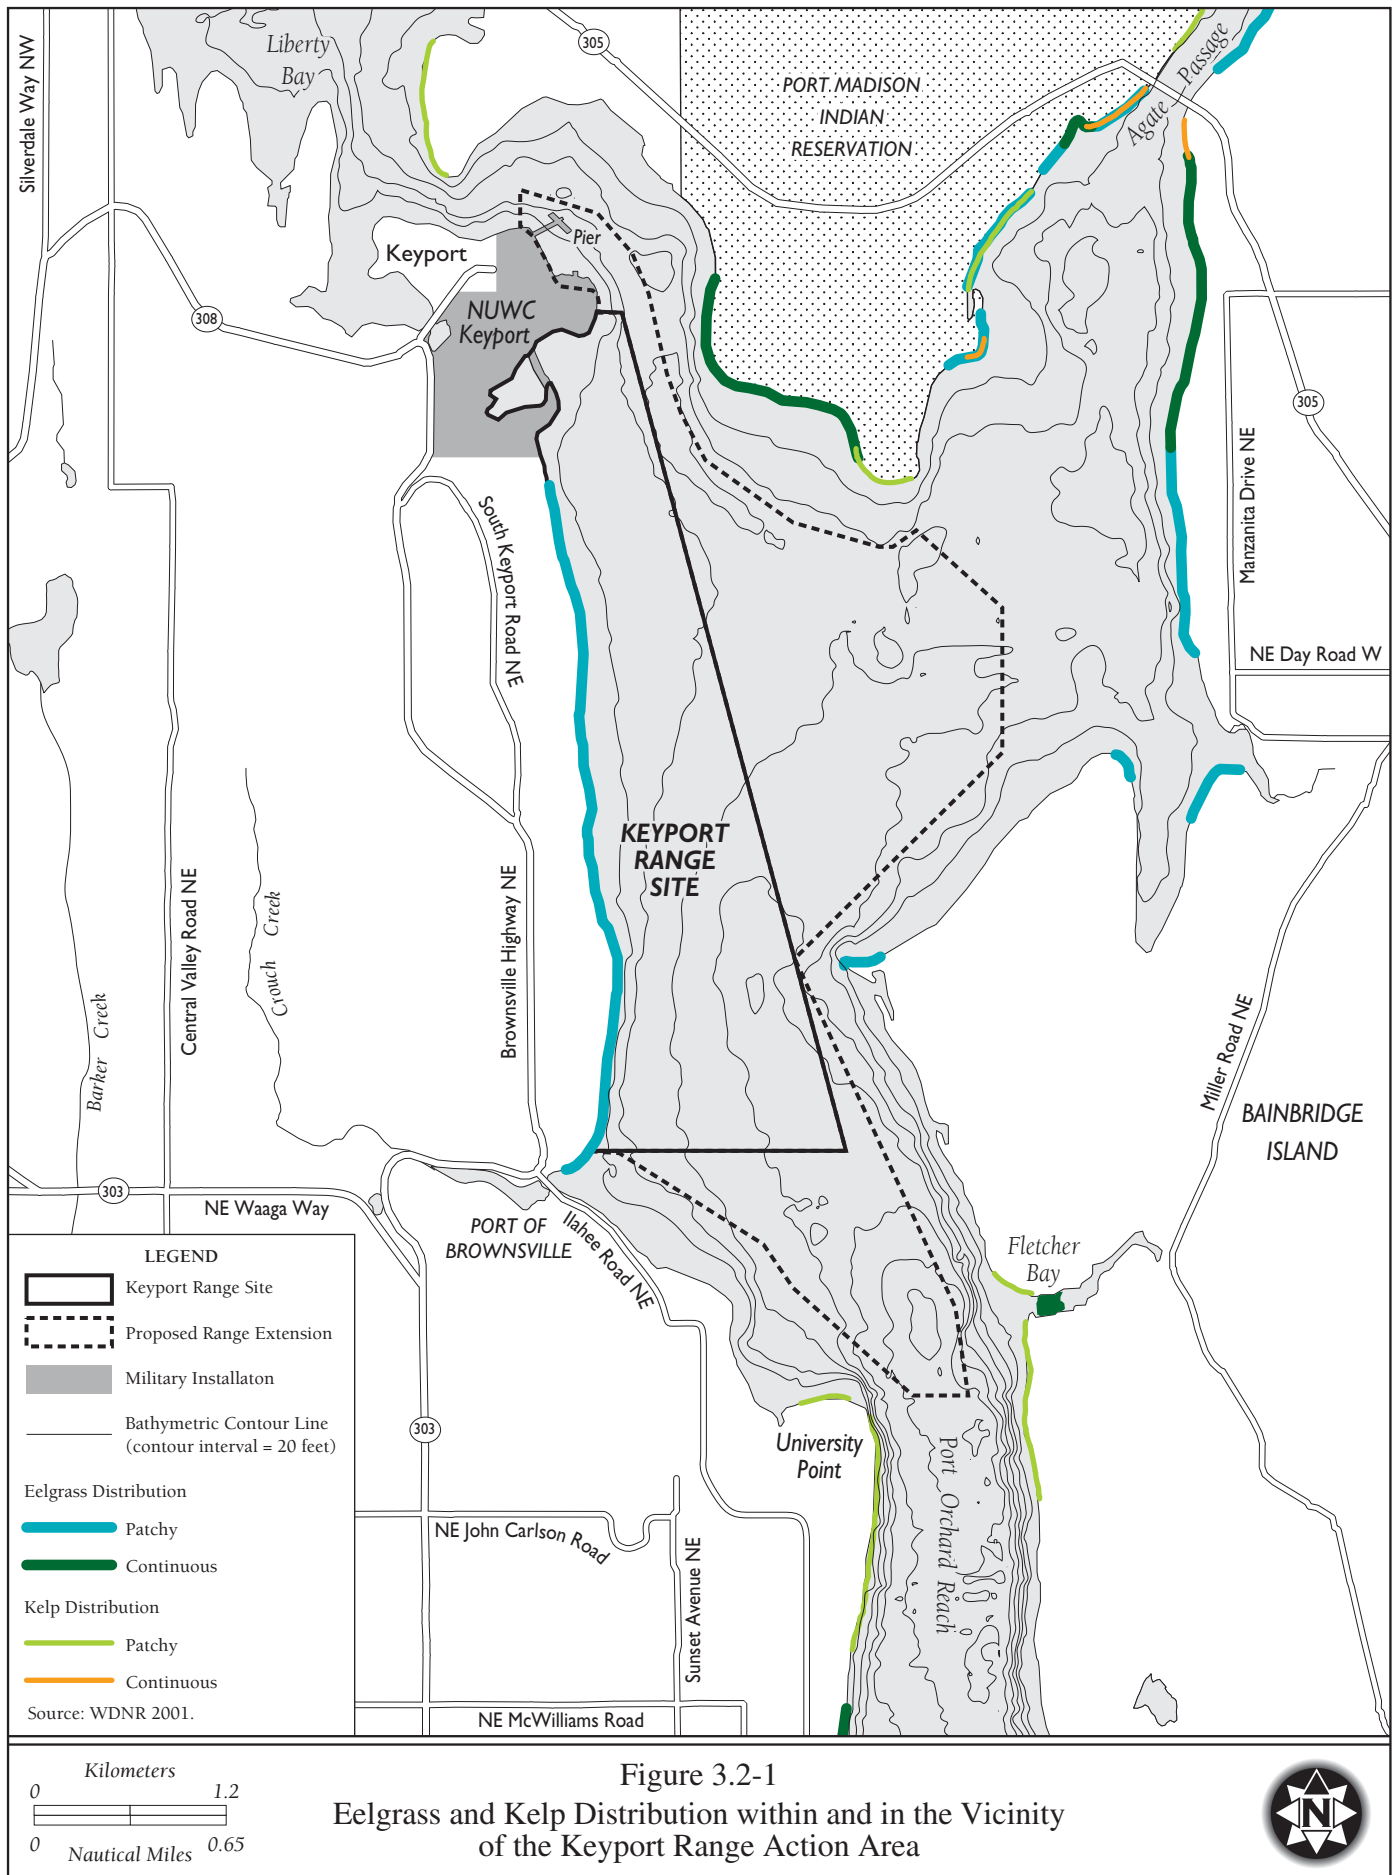 Silverdale Way NW
Liberty
Bay
305
PORT MADISON
INDIAN
RESERVATION
Agate Passage
Keyport
Pier
NUWC
Keyport
308
305
Manzanita Drive NE
South Keyport Road NE
NE Day Road W
KEYPORT
RANGE
SITE
Central Valley Road NE
Crouch Creek
Brownsville Highway NE
Barker Creek
Miller Road NE
BAINBRIDGE
ISLAND
303
NE Waaga Way
PORT OF
BROWNSVILLE
Illahee Road NE
Fletcher
Bay
LEGEND
Keyport Range Site
Proposed Range Extension
Military Installaton
Bathymetric Contour Line
(contour interval = 20 feet)
Eelgrass Distribution
Patchy
Continuous
Kelp Distribution
Patchy
Continuous
Source: WDNR 2001.
303
University
Point
Port Orchard Reach
NE John Carlson Road
Sunset Avenue NE
NE McWilliams Road
Kilometers
0 1.2
0 0.65
Nautical Miles
Figure 3.2-1
Eelgrass and Kelp Distribution within and in the Vicinity
of the Keyport Range Action Area
N